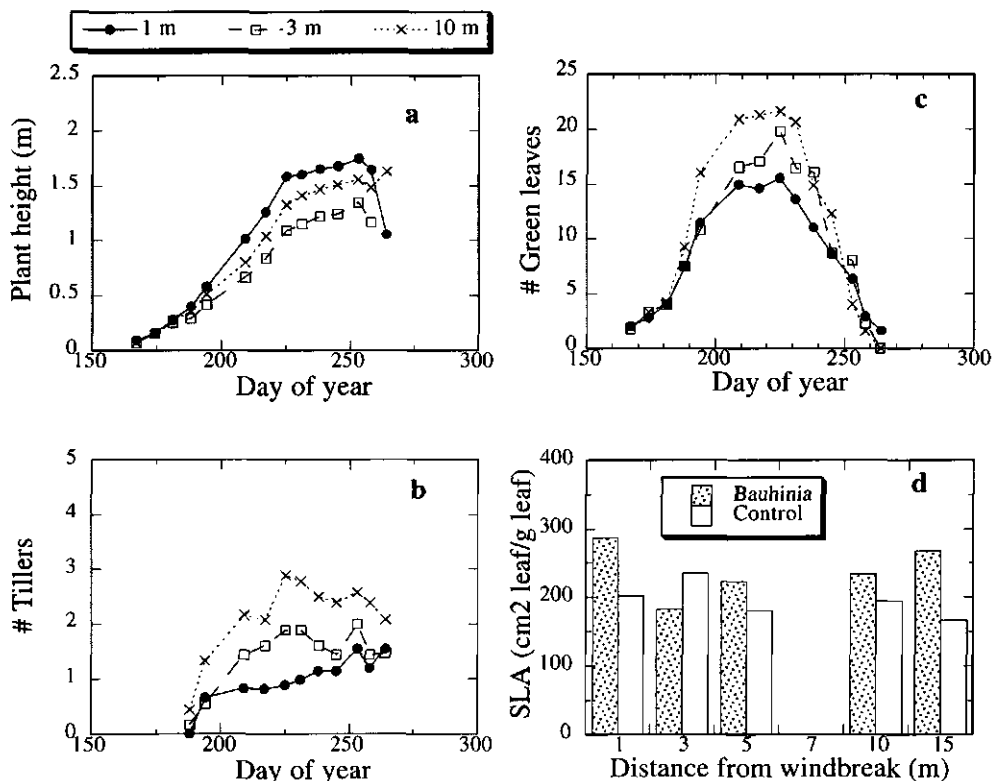 1 m 3 m 10 m
2.5
2
1.5
1
0.5
0
150 200 250 300
Plant height (m)
Day of year
a
25
20
15
10
5
0
150 200 250 300
# Green leaves
Day of year
c
5
4
3
2
1
0
150 200 250 300
# Tillers
Day of year
b
400
300
200
100
0
1 3 5 7 10 15
SLA (cm2 leaf/g leaf)
Distance from windbreak (m)
Bauhinia
Control
d